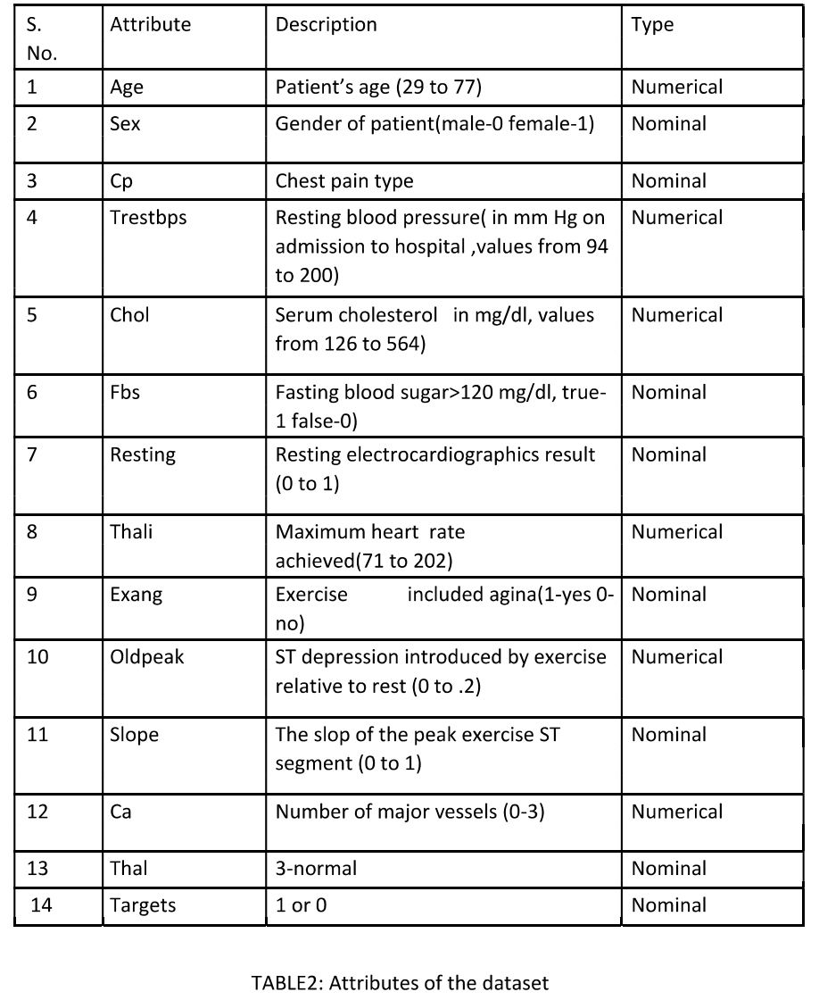 S. Attribute Description Type
No.
1 Age Patient’s age (29 to 77) Numerical
2 Sex Gender of patient(male-0 female-1) Nominal
3 Cp Chest pain type Nominal
4 Trestbps Resting blood pressure( in mm Hg on Numerical
admission to hospital ,values from 94
to 200)
5 Chol Serum cholesterol in mg/dl, values Numerical
from 126 to 564)
6 Fbs Fasting blood sugar>120 mg/dl, true- Nominal
1 false-0)
7 Resting Resting electrocardiographics result Nominal
(0 to 1)
8 Thali Maximum heart rate Numerical
achieved(71 to 202)
9 Exang Exercise included agina(1-yes 0- Nominal
no)
10 Oldpeak ST depression introduced by exercise Numerical
relative to rest (0 to .2)
11 Slope The slop of the peak exercise ST Nominal
segment (0 to 1)
12 Ca Number of major vessels (0-3) Numerical
13 Thal 3-normal Nominal
14 Targets 1 or 0 Nominal
TABLE2: Attributes of the dataset